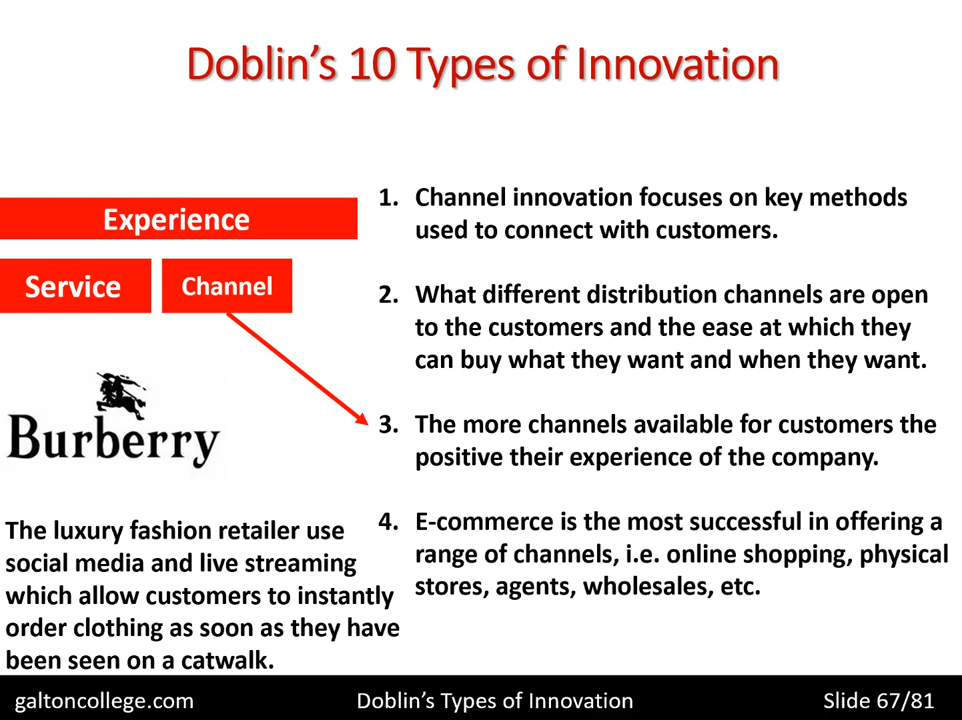 Doblin's 10 Types of Innovation
Experience
Service
Channel
Burberry
The luxury fashion retailer use
social media and live streaming
which allow customers to instantly
order clothing as soon as they have
been seen on a catwalk.
1. Channel innovation focuses on key methods
used to connect with customers.
2. What different distribution channels are open
to the customers and the ease at which they
can buy what they want and when they want.
3. The more channels available for customers the
positive their experience of the company.
4. E-commerce is the most successful in offering a
range of channels, i.e. online shopping, physical
stores, agents, wholesales, etc.
galtoncollege.com
Doblin's Types of Innovation
Slide 67/81